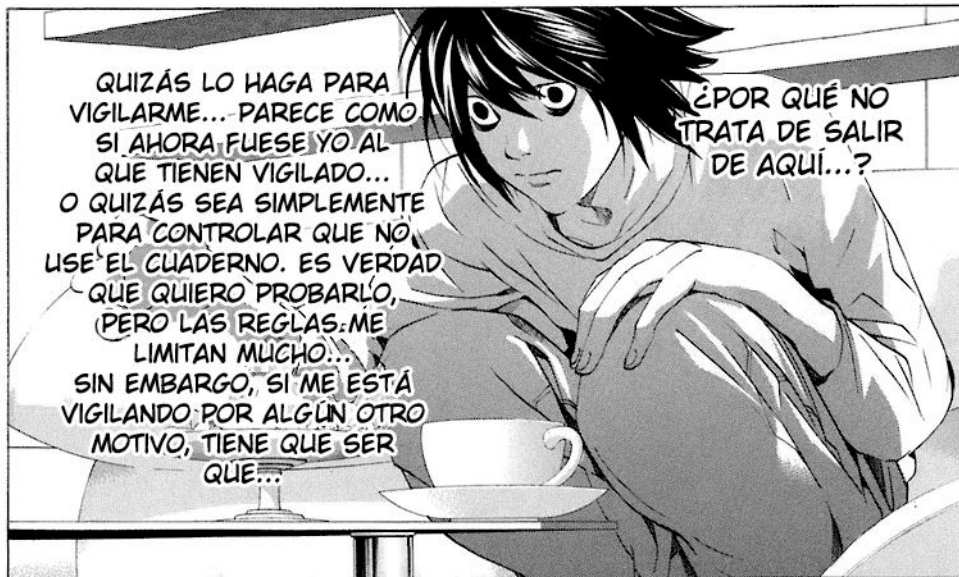 ¿POR QUÉ NO
TRATA DE SALIR
DE AQUÍ...?
QUIZÁS LO HAGA PARA
VIGILARME... PARECE COMO
SI AHORA FUESE YO AL
QUE TIENEN VIGILADO...
O QUIZÁS SEA SIMPLEMENTE
PARA CONTROLAR QUE NO
USE EL CUADERNO. ES VERDAD
QUE QUIERO PROBARLO,
PERO LAS REGLAS ME
LIMITAN MUCHO...
SIN EMBARGO, SI ME ESTÁ
VIGILANDO POR ALGÚN OTRO
MOTIVO, TIENE QUE SER
QUE...